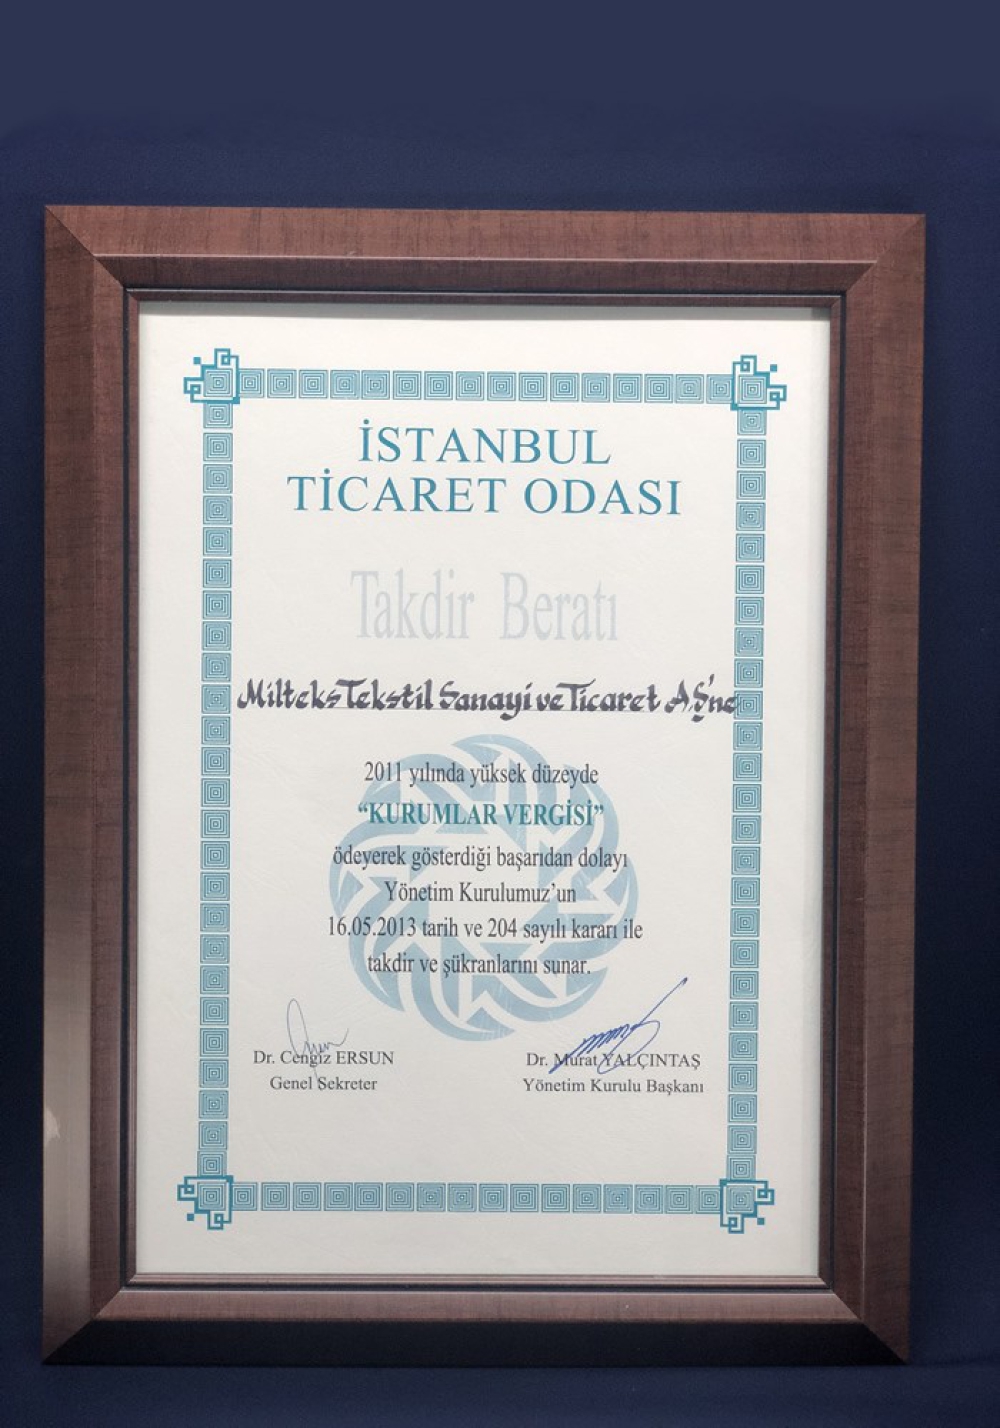 İSTANBUL
TİCARET ODASI
Takdir Beratı
Milteks Tekstil Sanayi ve Ticaret A.Ş'ne
2011 yılında yüksek düzeyde
“KURUMLAR VERGİSİ”
ödeyerek gösterdiği başarıdan dolayı
Yönetim Kurulumuz’un
16.05.2013 tarih ve 204 sayılı kararı ile
takdir ve şükranlarını sunar.
Dr. Cengiz ERSUN
Genel Sekreter
Dr. Murat YALÇINTAŞ
Yönetim Kurulu Başkanı